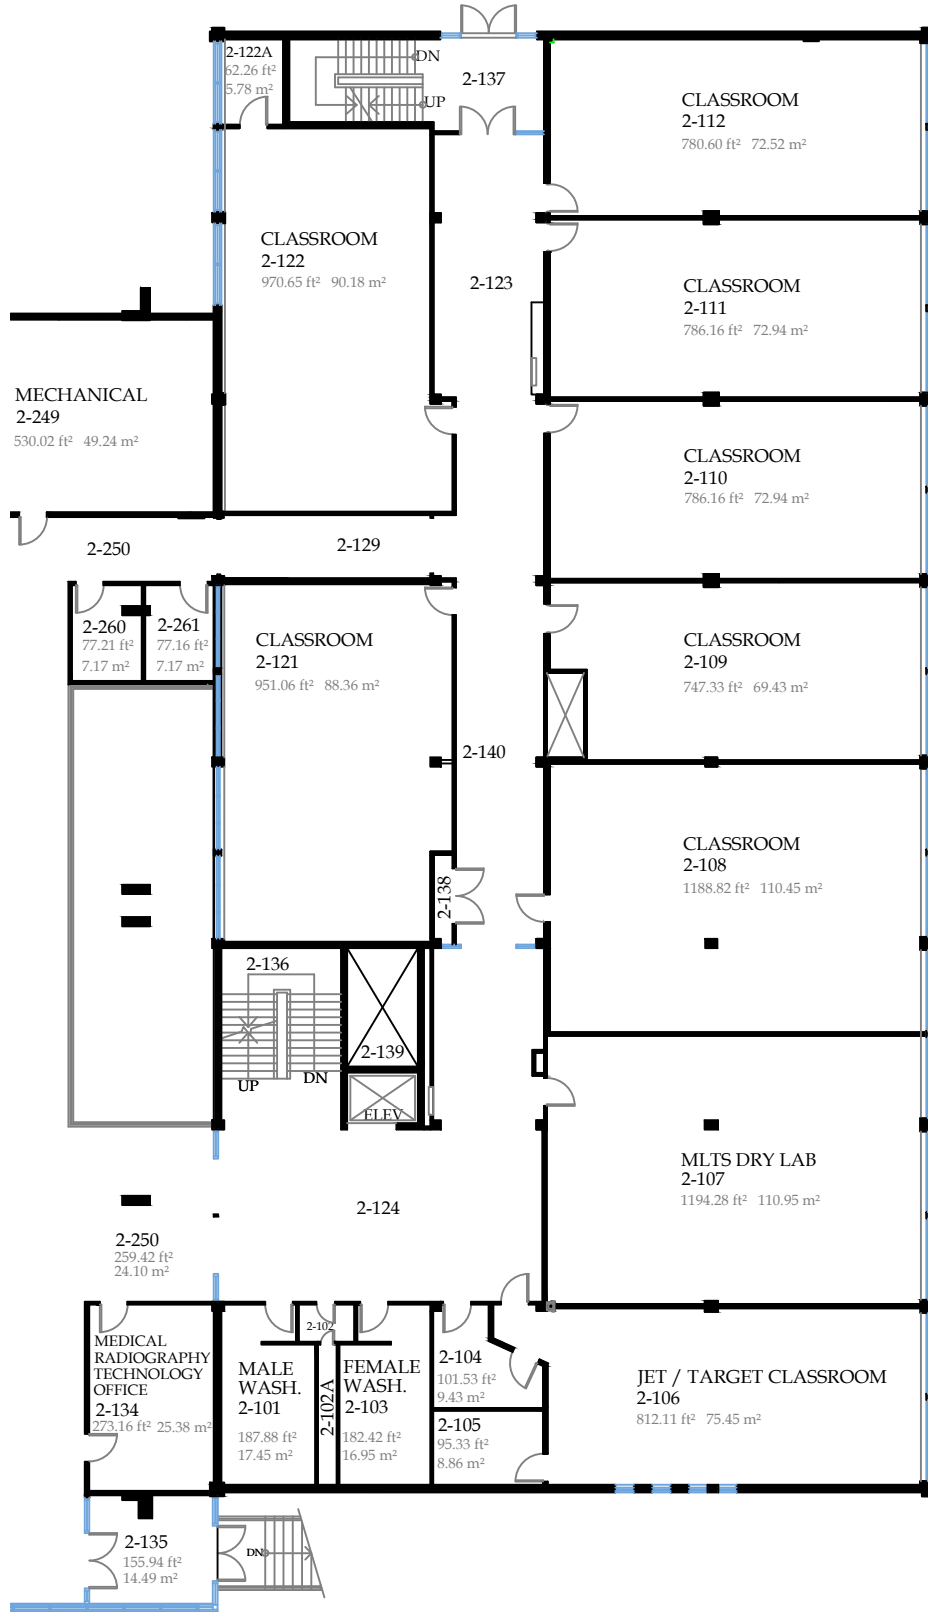 2-122A
62.26 ft²
5.78 m²
DN
UP
2-137
CLASSROOM
2-112
780.60 ft² 72.52 m²
CLASSROOM
2-122
970.65 ft² 90.18 m²
2-123
CLASSROOM
2-111
786.16 ft² 72.94 m²
MECHANICAL
2-249
530.02 ft² 49.24 m²
CLASSROOM
2-110
786.16 ft² 72.94 m²
2-250
2-129
2-260
77.21 ft²
7.17 m²
2-261
77.16 ft²
7.17 m²
CLASSROOM
2-121
951.06 ft² 88.36 m²
CLASSROOM
2-109
747.33 ft² 69.43 m²
2-140
CLASSROOM
2-108
1188.82 ft² 110.45 m²
2-138
2-136
UP
DN
2-139
ELEV
MLTS DRY LAB
2-107
1194.28 ft² 110.95 m²
2-124
2-250
259.42 ft²
24.10 m²
MEDICAL
RADIOGRAPHY
TECHNOLOGY
OFFICE
2-134
273.16 ft² 25.38 m²
MALE
WASH.
2-101
187.88 ft²
17.45 m²
2-102
2-102A
FEMALE
WASH.
2-103
182.42 ft²
16.95 m²
2-104
101.53 ft²
9.43 m²
2-105
95.33 ft²
8.86 m²
JET / TARGET CLASSROOM
2-106
812.11 ft² 75.45 m²
2-135
155.94 ft²
14.49 m²
DN